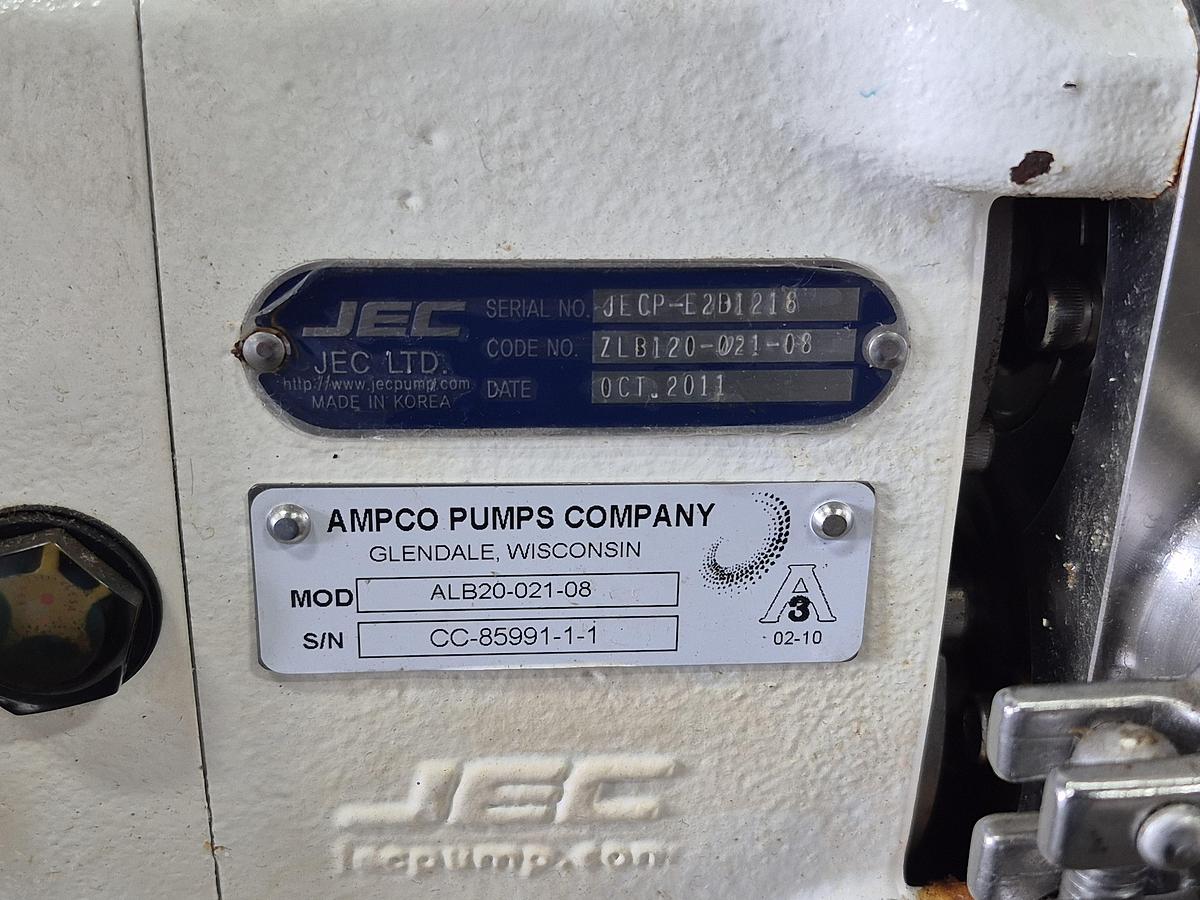 JEC
JEC LTD.
http://www.jecpump.com
MADE IN KOREA
SERIAL NO. JECP-E2B1218
CODE NO. ZLB120-021-08
DATE OCT.2011
AMPCO PUMPS COMPANY
GLENDALE, WISCONSIN
MOD ALB20-021-08
S/N CC-85991-1-1
A
3
02-10
JEC
jecpump.com